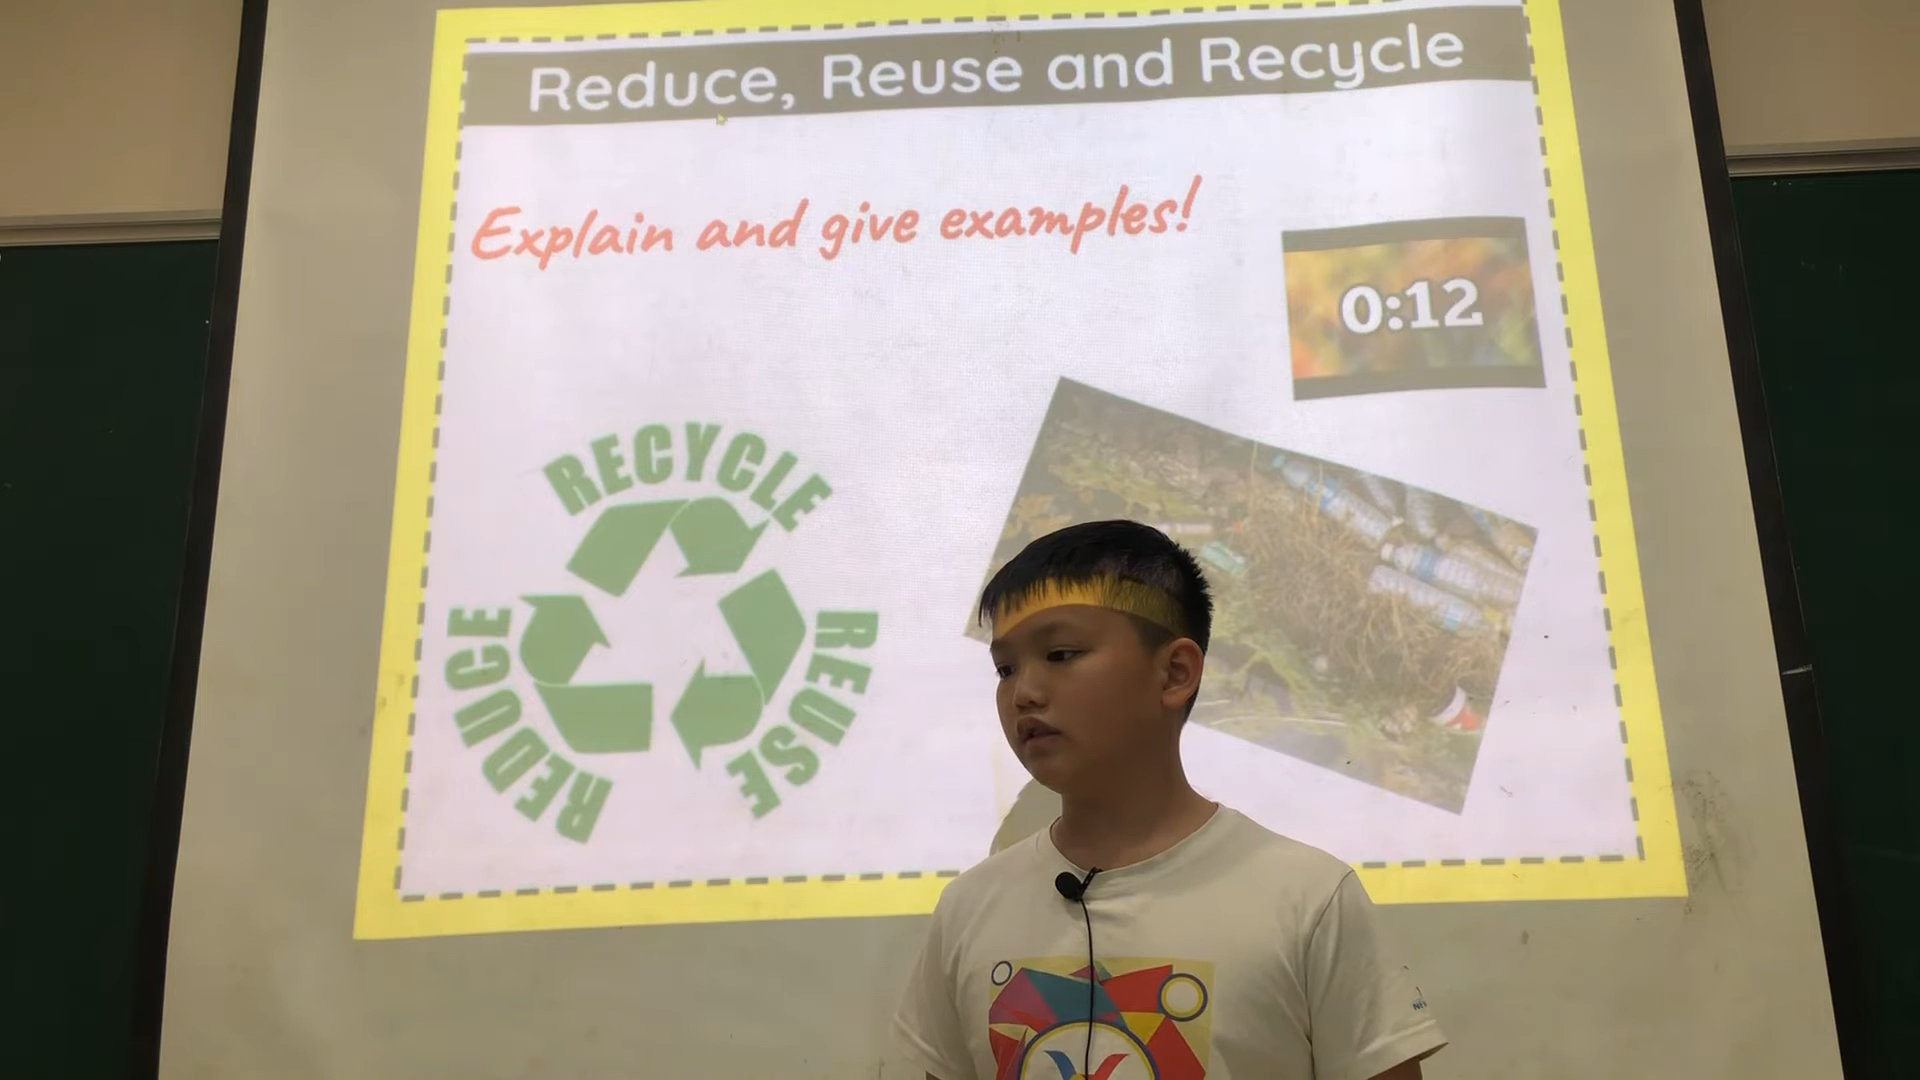 Reduce, Reuse and Recycle
Explain and give examples!
0:12
RECYCLE
REDUCE
REUSE